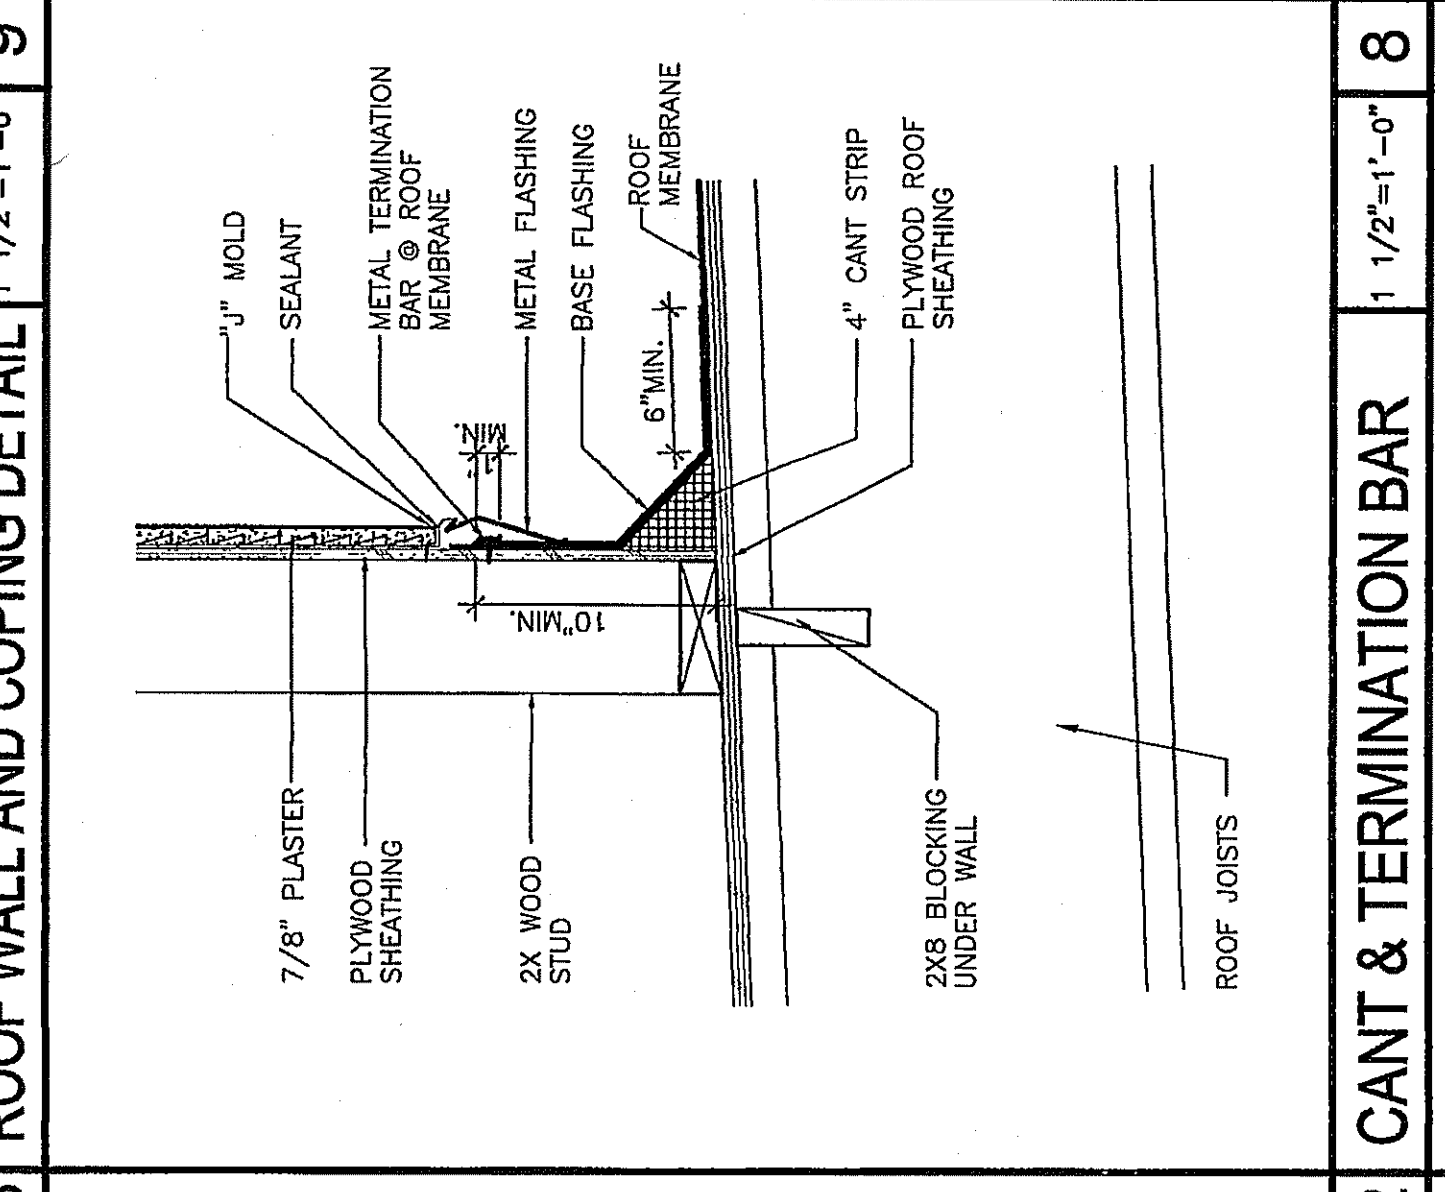 ROOF WALL AND COPING DETAIL
9
"J" MOLD
SEALANT
METAL TERMINATION
BAR @ ROOF
MEMBRANE
METAL FLASHING
BASE FLASHING
ROOF
MEMBRANE
4" CANT STRIP
PLYWOOD ROOF
SHEATHING
1"
MIN.
6"MIN.
10"MIN.
7/8" PLASTER
PLYWOOD
SHEATHING
2X WOOD
STUD
2X8 BLOCKING
UNDER WALL
ROOF JOISTS
CANT & TERMINATION BAR
1 1/2"=1'-0"
8